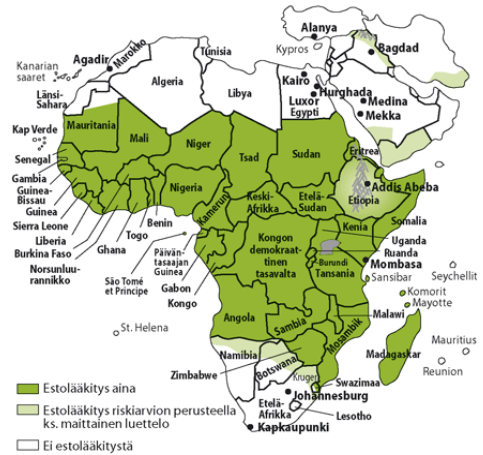 Alanya
Kypros
Bagdad
Kanarian
saaret
Agadir
Marokko
Tunisia
Länsi-
Sahara
Algeria
Libya
Kairo
Hurghada
Luxor
Egypti
Medina
Mekka
Kap Verde
Mauritania
Mali
Niger
Tsad
Sudan
Eritrea
Senegal
Gambia
Guinea-
Bissau
Guinea
Sierra Leone
Liberia
Burkina Faso
Norsunluu-
rannikko
Ghana
Togo
Benin
Nigeria
Kamerun
Keski-
Afrikka
Etelä-
Sudan
Addis Abeba
Etiopia
Somalia
Päivän-
tasaajan
Guinea
São Tomé
et Principe
Gabon
Kongo
Kongon
demokraat-
tinen
tasavalta
Kenia
Uganda
Ruanda
Burundi
Tansania
Mombasa
Sansibar
Seychellit
Komorit
Mayotte
Malawi
St. Helena
Angola
Sambia
Mosambik
Madagaskar
Mauritius
Reunion
Namibia
Zimbabwe
Botswana
Kruger
Swazimaa
Johannesburg
Etelä-
Afrikka
Lesotho
Kapkaupunki
Estolääkitys aina
Estolääkitys riskiarvion perusteella
ks. maittainen luettelo
Ei estolääkitystä